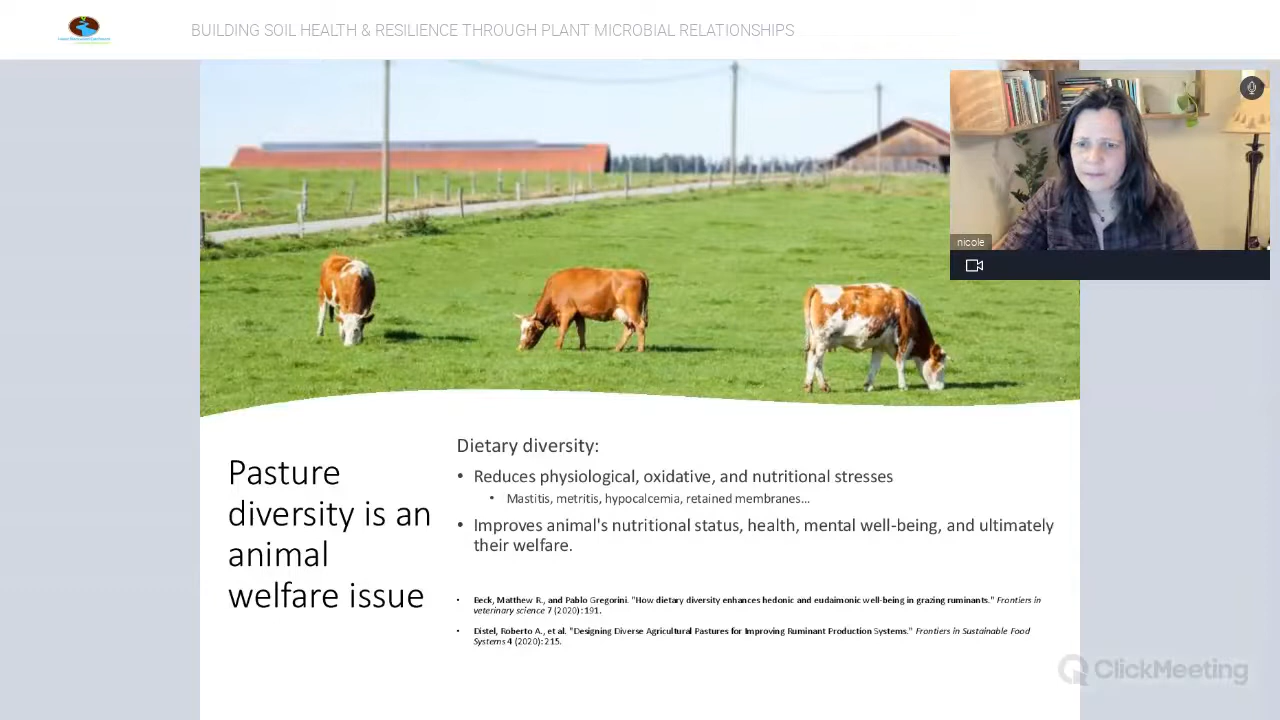 BUILDING SOIL HEALTH & RESILIENCE THROUGH PLANT MICROBIAL RELATIONSHIPS
nicole
Pasture
diversity is an
animal
welfare issue
Dietary diversity:
• Reduces physiological, oxidative, and nutritional stresses
• Mastitis, metritis, hypocalcemia, retained membranes...
• Improves animal's nutritional status, health, mental well-being, and ultimately
their welfare.
• Beck, Matthew R., and Pablo Gregorini. "How dietary diversity enhances hedonic and eudaimonic well-being in grazing ruminants." Frontiers in
veterinary science 7 (2020): 191.
• Distel, Roberto A., et al. "Designing Diverse Agricultural Pastures for Improving Ruminant Production Systems." Frontiers in Sustainable Food
Systems 4 (2020): 215.
ClickMeeting